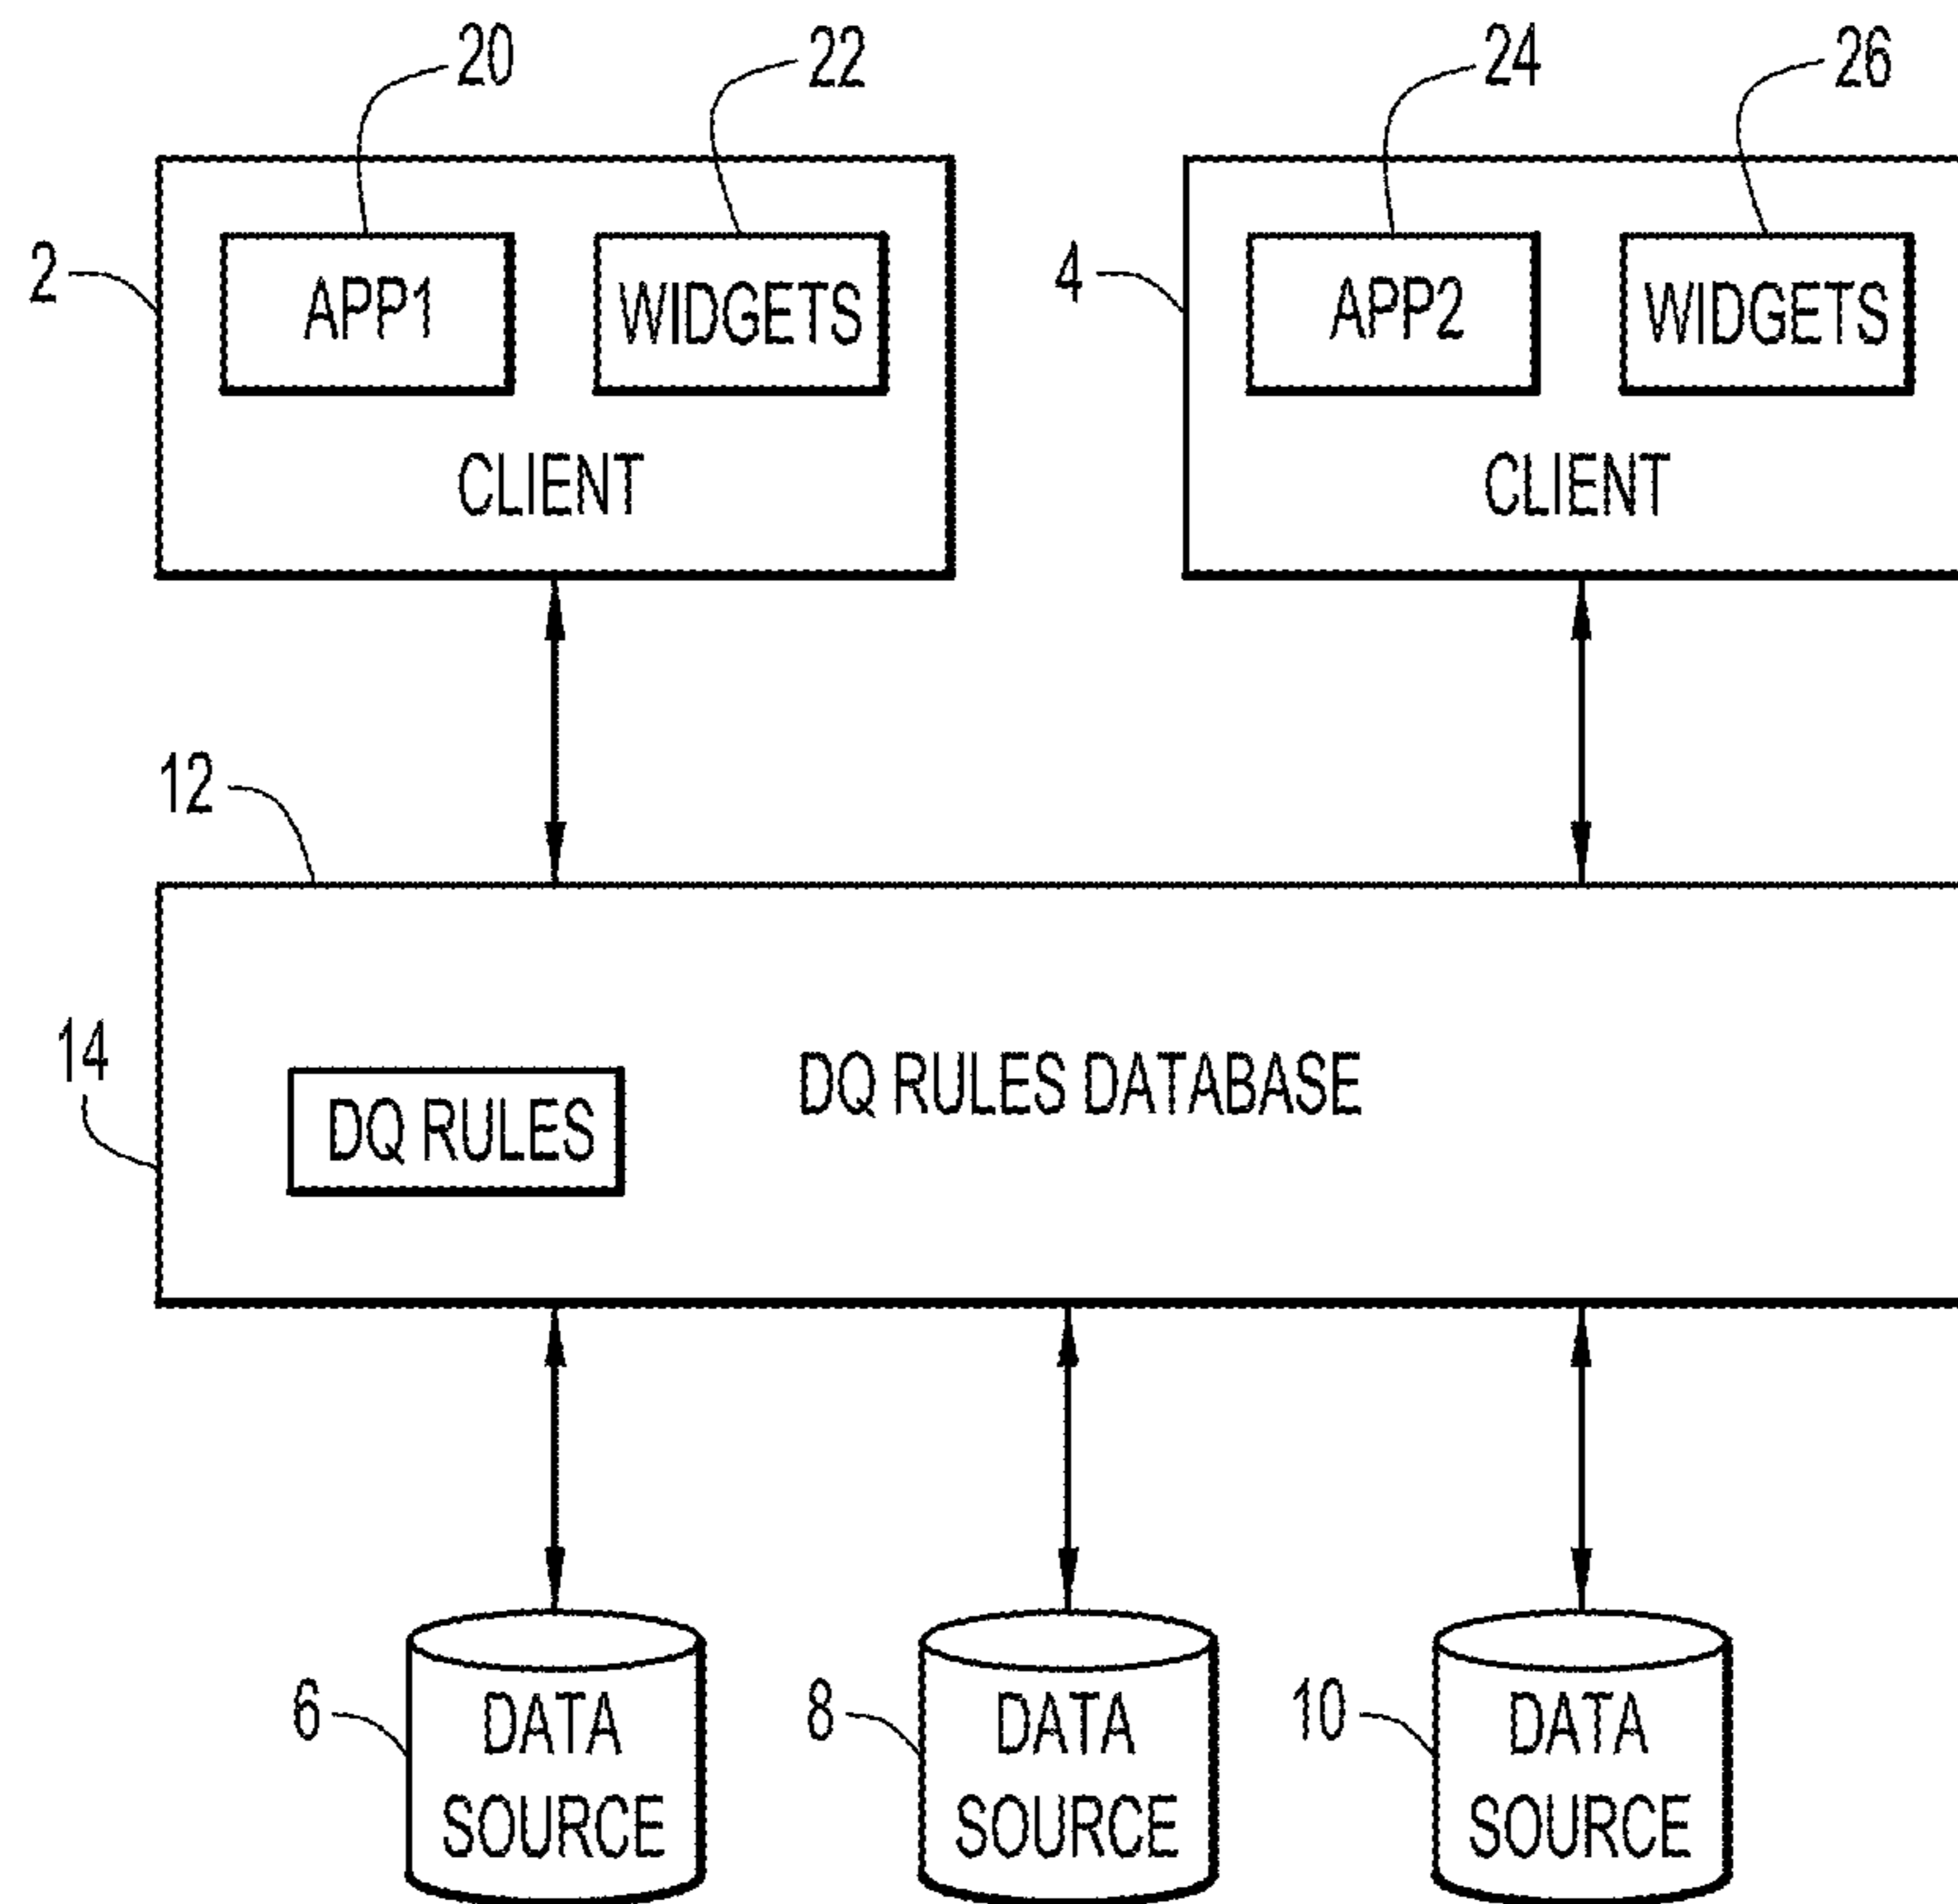 20
22
24
26
2
APP1
WIDGETS
4
APP2
WIDGETS
CLIENT
CLIENT
12
14
DQ RULES
DQ RULES DATABASE
6
DATA
SOURCE
8
DATA
SOURCE
10
DATA
SOURCE